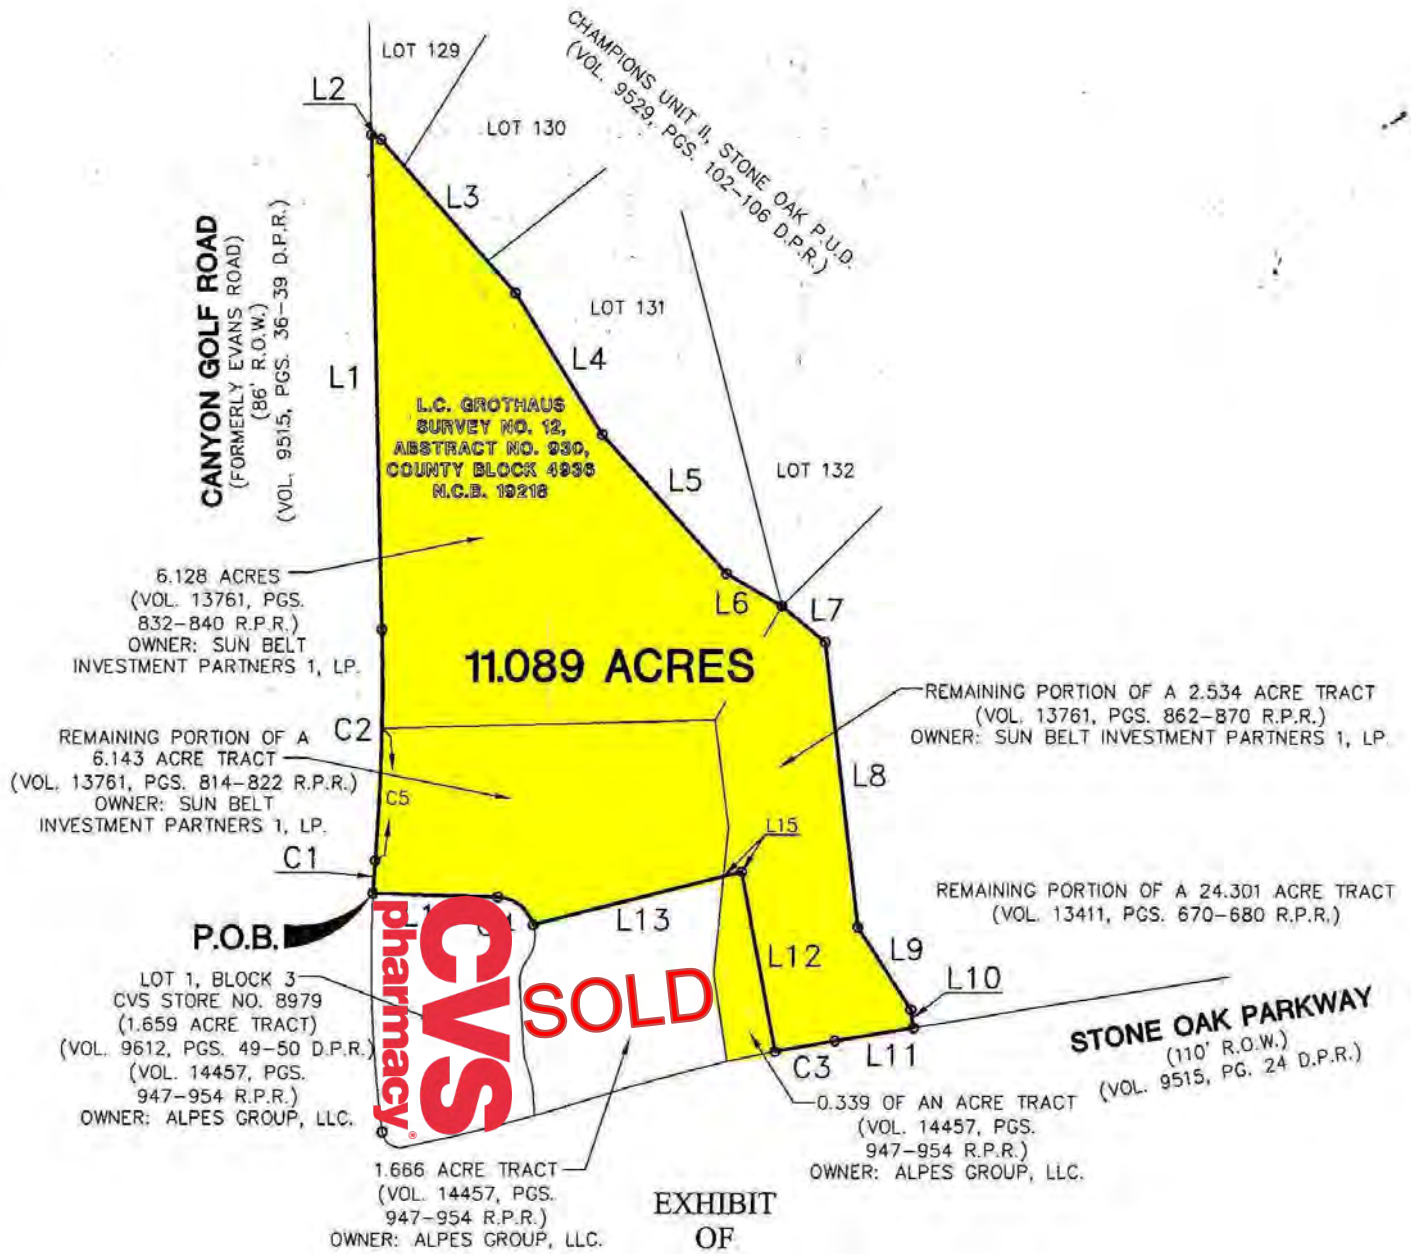 LOT 129
L2
LOT 130
CHAMPIONS UNIT II, STONE OAK P.U.D.
(VOL. 9529, PGS. 102-106 D.P.R.)
L3
CANYON GOLF ROAD
(FORMERLY EVANS ROAD)
(86' R.O.W.)
(VOL. 9515, PGS. 36-39 D.P.R.)
L1
LOT 131
L4
L.C. GROTHAUS
SURVEY NO. 12,
ABSTRACT NO. 930,
COUNTY BLOCK 4936
N.C.B. 19218
L5
LOT 132
6.128 ACRES
(VOL. 13761, PGS.
832-840 R.P.R.)
OWNER: SUN BELT
INVESTMENT PARTNERS 1, LP.
L6
L7
11.089 ACRES
REMAINING PORTION OF A 2.534 ACRE TRACT
(VOL. 13761, PGS. 862-870 R.P.R.)
OWNER: SUN BELT INVESTMENT PARTNERS 1, LP.
C2
REMAINING PORTION OF A
6.143 ACRE TRACT
(VOL. 13761, PGS. 814-822 R.P.R.)
OWNER: SUN BELT
INVESTMENT PARTNERS 1, LP.
C5
L8
L15
C1
REMAINING PORTION OF A 24.301 ACRE TRACT
(VOL. 13411, PGS. 670-680 R.P.R.)
P.O.B.
L13
L12
L9
L10
CVS
pharmacy®
SOLD
LOT 1, BLOCK 3
CVS STORE NO. 8979
(1.659 ACRE TRACT)
(VOL. 9612, PGS. 49-50 D.P.R.)
(VOL. 14457, PGS.
947-954 R.P.R.)
OWNER: ALPES GROUP, LLC.
STONE OAK PARKWAY
(110' R.O.W.)
(VOL. 9515, PG. 24 D.P.R.)
C3
L11
0.339 OF AN ACRE TRACT
(VOL. 14457, PGS.
947-954 R.P.R.)
OWNER: ALPES GROUP, LLC.
1.666 ACRE TRACT
(VOL. 14457, PGS.
947-954 R.P.R.)
OWNER: ALPES GROUP, LLC.
EXHIBIT
OF